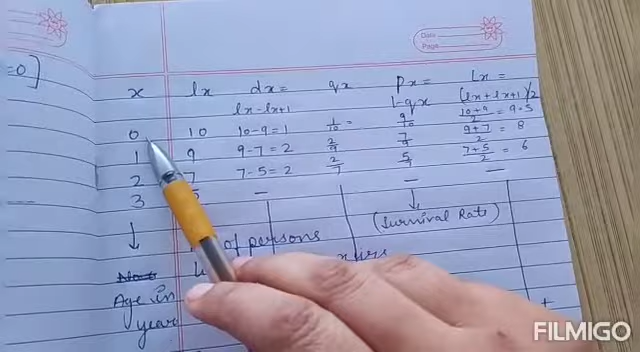 Date
Page
=0]
x lx dx= qx px= Lx=
lx-lx+1 1-qx (lx+lx+1)/2
0 10 10-9=1 1/10 9/10 10+9/2 = 9.5
1 9 9-7=2 2/9 7/9 9+7/2 = 8
2 7 7-5=2 2/7 5/7 7+5/2 = 6
3 5 - - -
of persons (Survival Rate)
Age in
year
FILMIGO